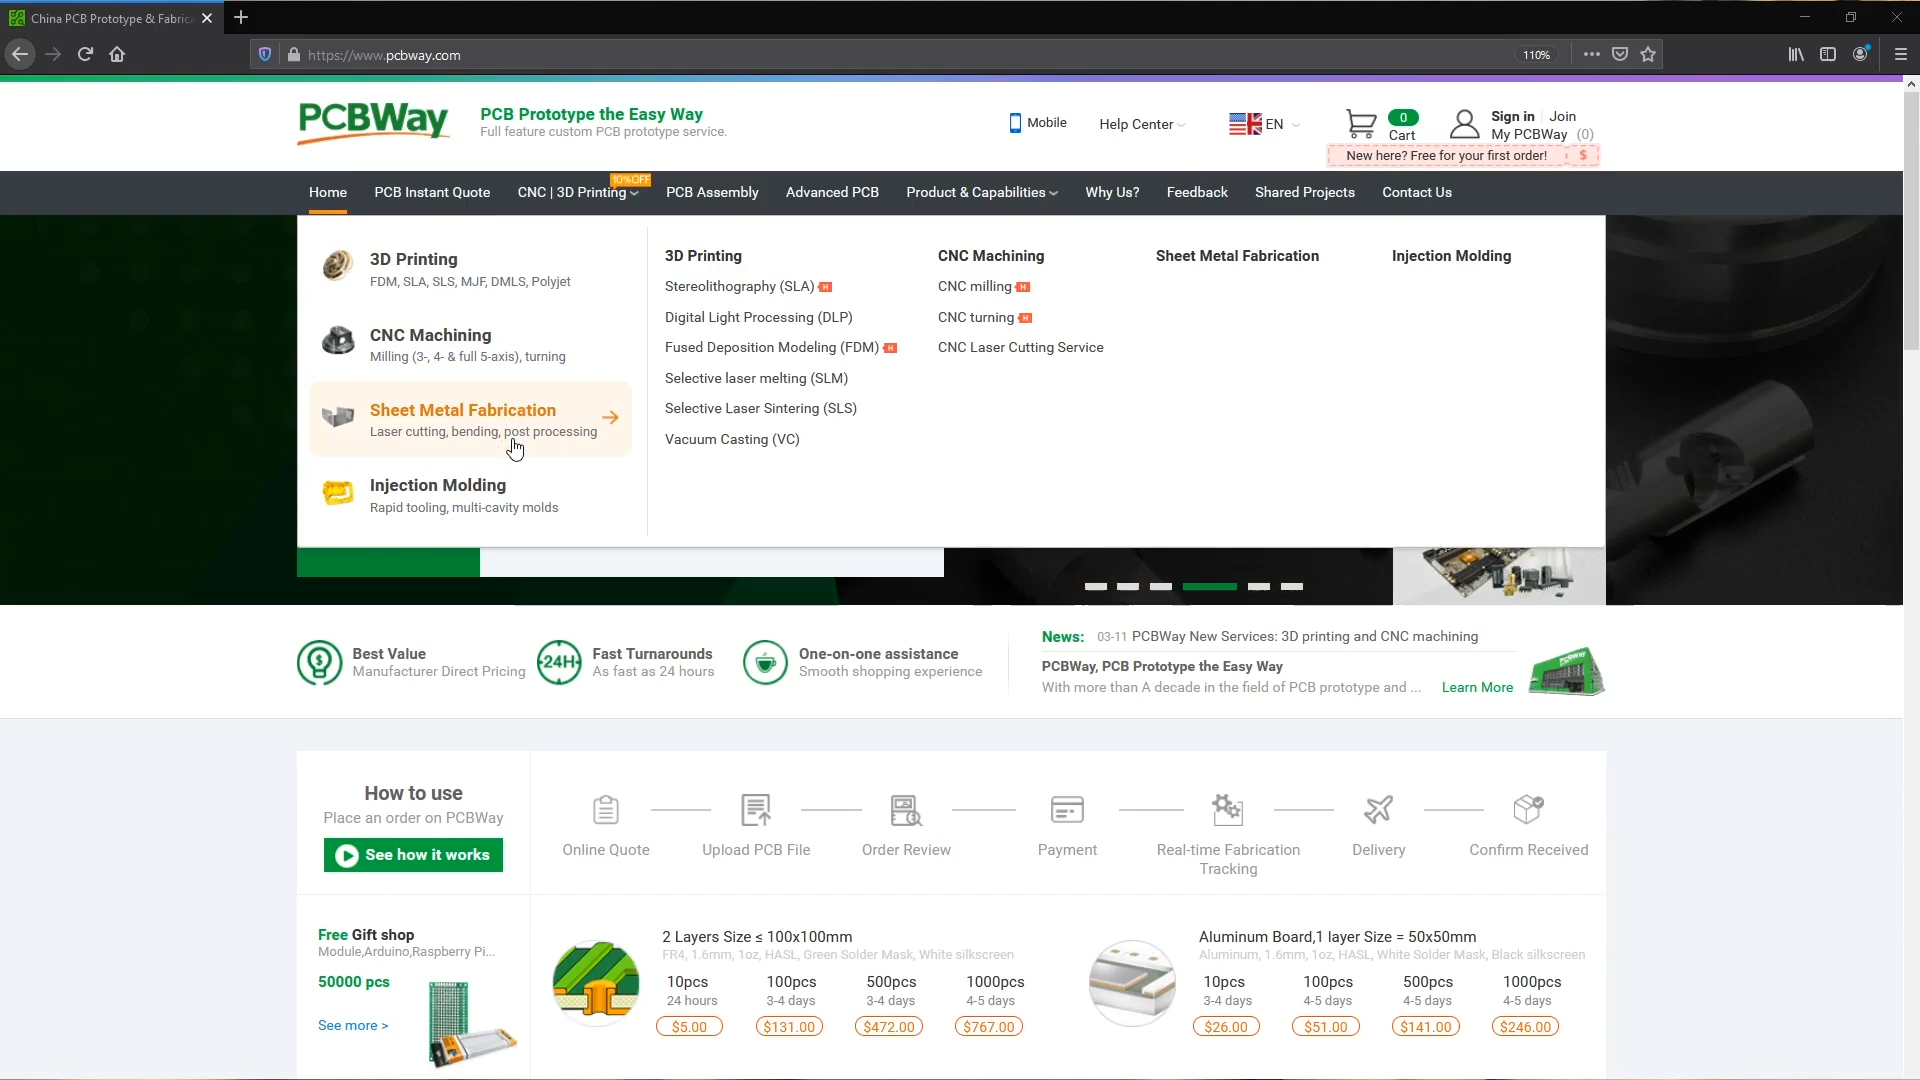 China PCB Prototype & Fabrica
https://www.pcbway.com
110%
PCBWay
PCB Prototype the Easy Way
Full feature custom PCB prototype service.
Mobile
Help Center
EN
0
Cart
Sign in
Join
My PCBWay (0)
New here? Free for your first order! $
10%OFF
Home
PCB Instant Quote
CNC | 3D Printing
PCB Assembly
Advanced PCB
Product & Capabilities
Why Us?
Feedback
Shared Projects
Contact Us
3D Printing
FDM, SLA, SLS, MJF, DMLS, Polyjet
CNC Machining
Milling (3-, 4- & full 5-axis), turning
Sheet Metal Fabrication
Laser cutting, bending, post processing
Injection Molding
Rapid tooling, multi-cavity molds
3D Printing
Stereolithography (SLA) H
Digital Light Processing (DLP)
Fused Deposition Modeling (FDM) H
Selective laser melting (SLM)
Selective Laser Sintering (SLS)
Vacuum Casting (VC)
CNC Machining
CNC milling H
CNC turning H
CNC Laser Cutting Service
Sheet Metal Fabrication
Injection Molding
Best Value
Manufacturer Direct Pricing
24H
Fast Turnarounds
As fast as 24 hours
One-on-one assistance
Smooth shopping experience
News: 03-11 PCBWay New Services: 3D printing and CNC machining
PCBWay, PCB Prototype the Easy Way
With more than A decade in the field of PCB prototype and ... Learn More
PCBWay
How to use
Place an order on PCBWay
See how it works
Online Quote
Upload PCB File
Order Review
Payment
Real-time Fabrication
Tracking
Delivery
Confirm Received
Free Gift shop
Module,Arduino,Raspberry Pi...
50000 pcs
See more >
2 Layers Size ≤ 100x100mm
FR4, 1.6mm, 1oz, HASL, Green Solder Mask, White silkscreen
10pcs 100pcs 500pcs 1000pcs
24 hours 3-4 days 3-4 days 4-5 days
$5.00 $131.00 $472.00 $767.00
Aluminum Board,1 layer Size = 50x50mm
Aluminum, 1.6mm, 1oz, HASL, White Solder Mask, Black silkscreen
10pcs 100pcs 500pcs 1000pcs
3-4 days 4-5 days 4-5 days 4-5 days
$26.00 $51.00 $141.00 $246.00